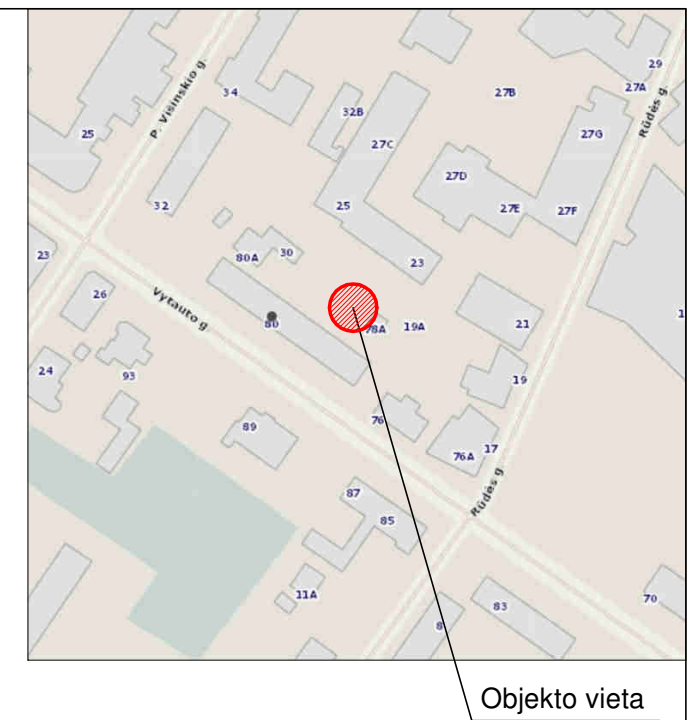 29
27A
27B
34
P. Višinskio g.
Rūdės g.
32B
27G
25
27C
27D
32
25
27E
27F
80A
30
23
23
26
Vytauto g.
80
78A
19A
21
24
93
19
76
89
76A
17
87
Rūdės g
85
11A
83
70
Objekto vieta